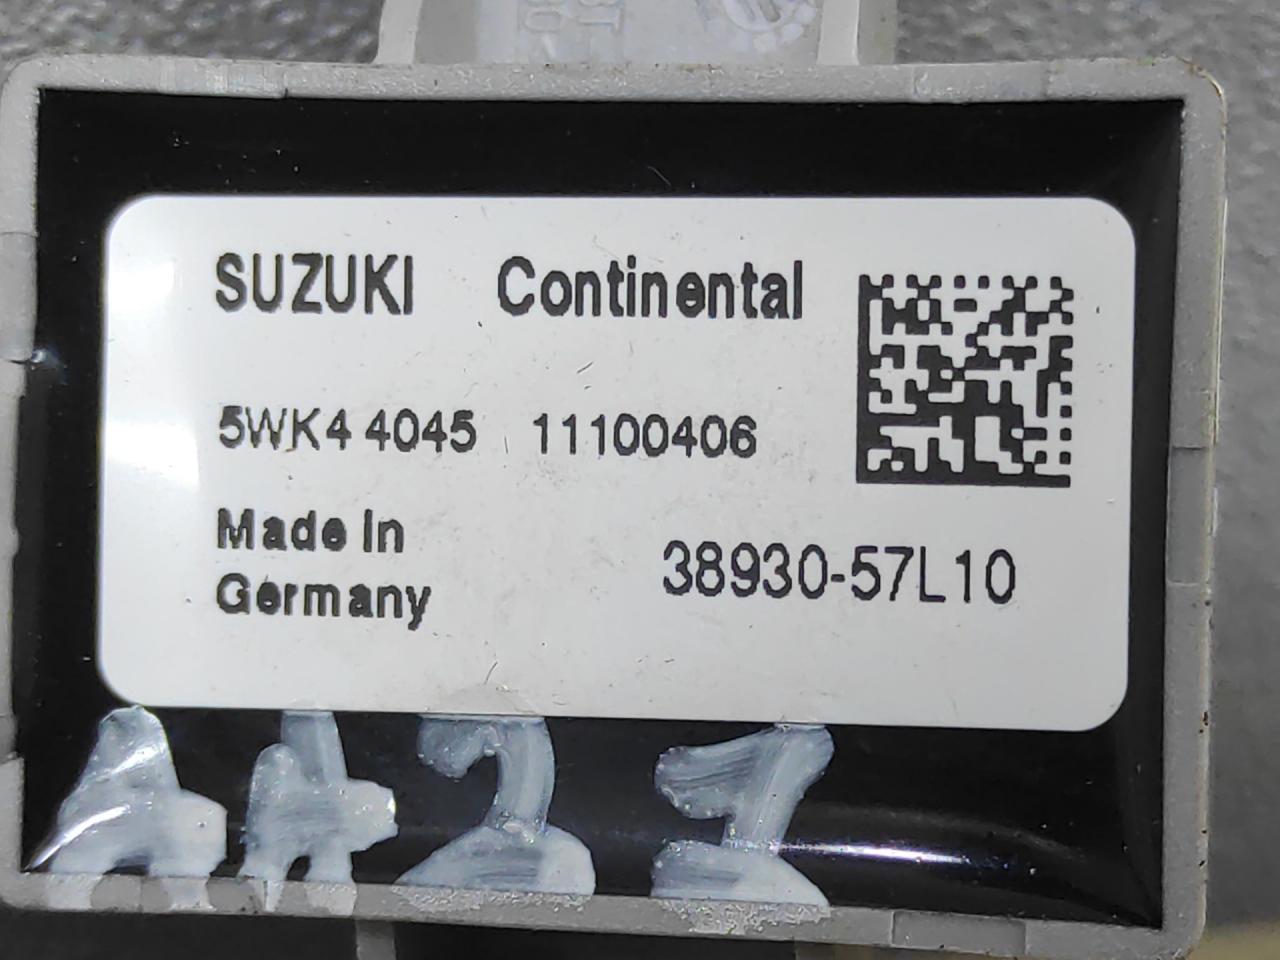 SUZUKI Continental
5WK4 4045 11100406
Made In
Germany
38930-57L10